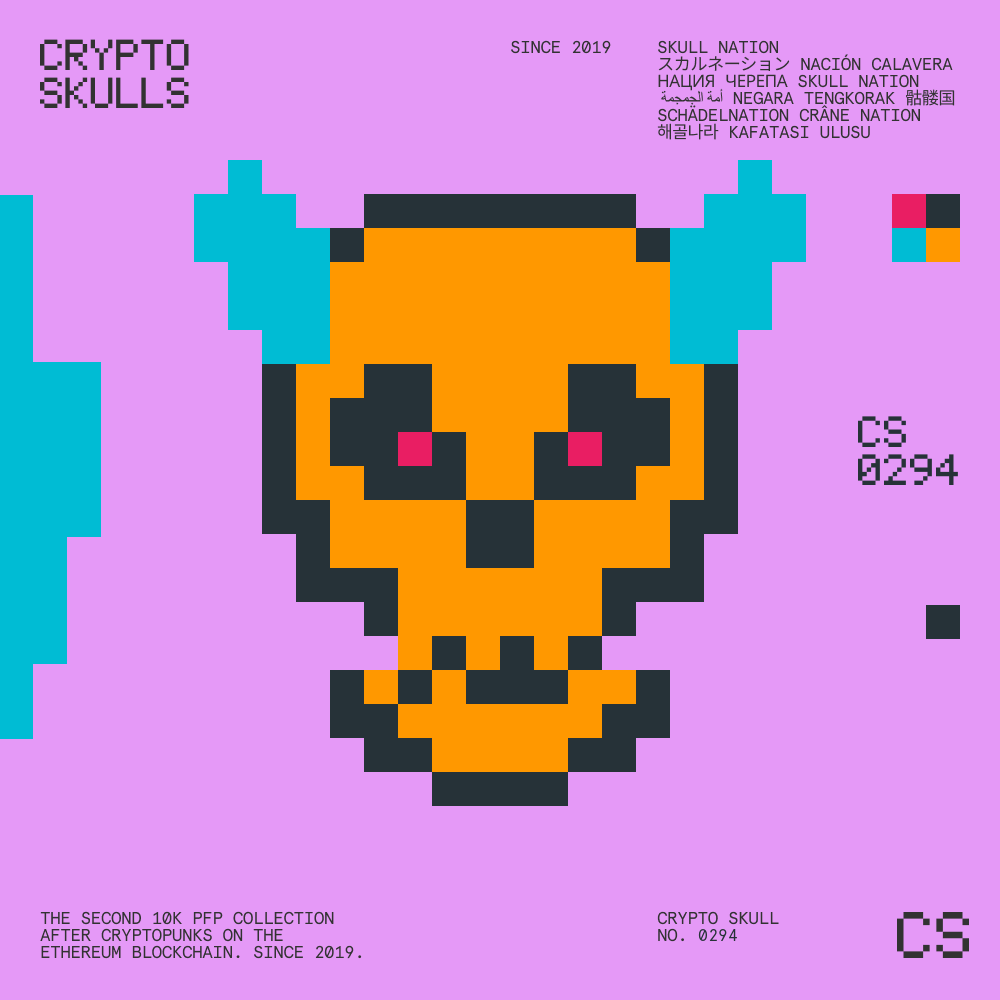 CRYPTO
SKULLS
SINCE 2019
SKULL NATION
スカルネーション NACIÓN CALAVERA
НАЦИЯ ЧЕРЕПА SKULL NATION
أمة الجمجمة NEGARA TENGKORAK 骷髅国
SCHÄDELNATION CRÂNE NATION
해골나라 KAFATASI ULUSU
CS
0294
THE SECOND 10K PFP COLLECTION
AFTER CRYPTOPUNKS ON THE
ETHEREUM BLOCKCHAIN. SINCE 2019.
CRYPTO SKULL
NO. 0294
CS